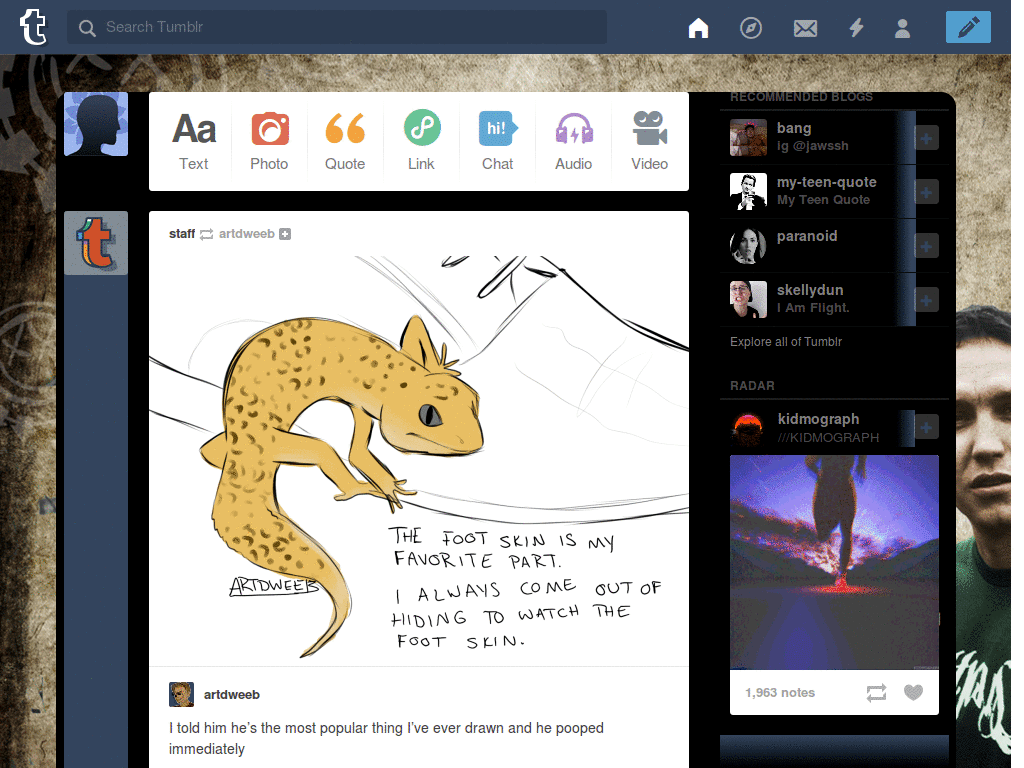 t
Search Tumblr
Aa
hi!
Text Photo Quote Link Chat Audio Video
t
staff artdweeb
THE FOOT SKIN IS MY
FAVORITE PART.
I ALWAYS COME OUT OF
HIDING TO WATCH THE
FOOT SKIN.
ARTDWEEB
artdweeb
I told him he's the most popular thing I've ever drawn and he pooped
immediately
RECOMMENDED BLOGS
bang
ig @jawssh
my-teen-quote
My Teen Quote
paranoid
skellydun
I Am Flight.
Explore all of Tumblr
RADAR
kidmograph
///KIDMOGRAPH
1,963 notes